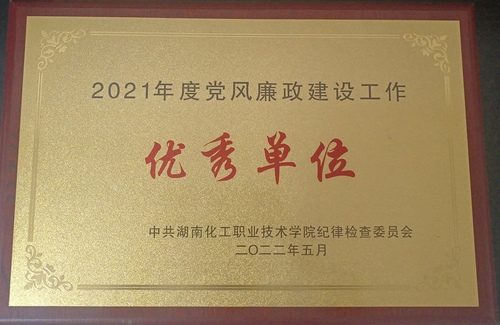 2021年度党风廉政建设工作
优秀单位
中共湖南化工职业技术学院纪律检查委员会
二〇二二年五月